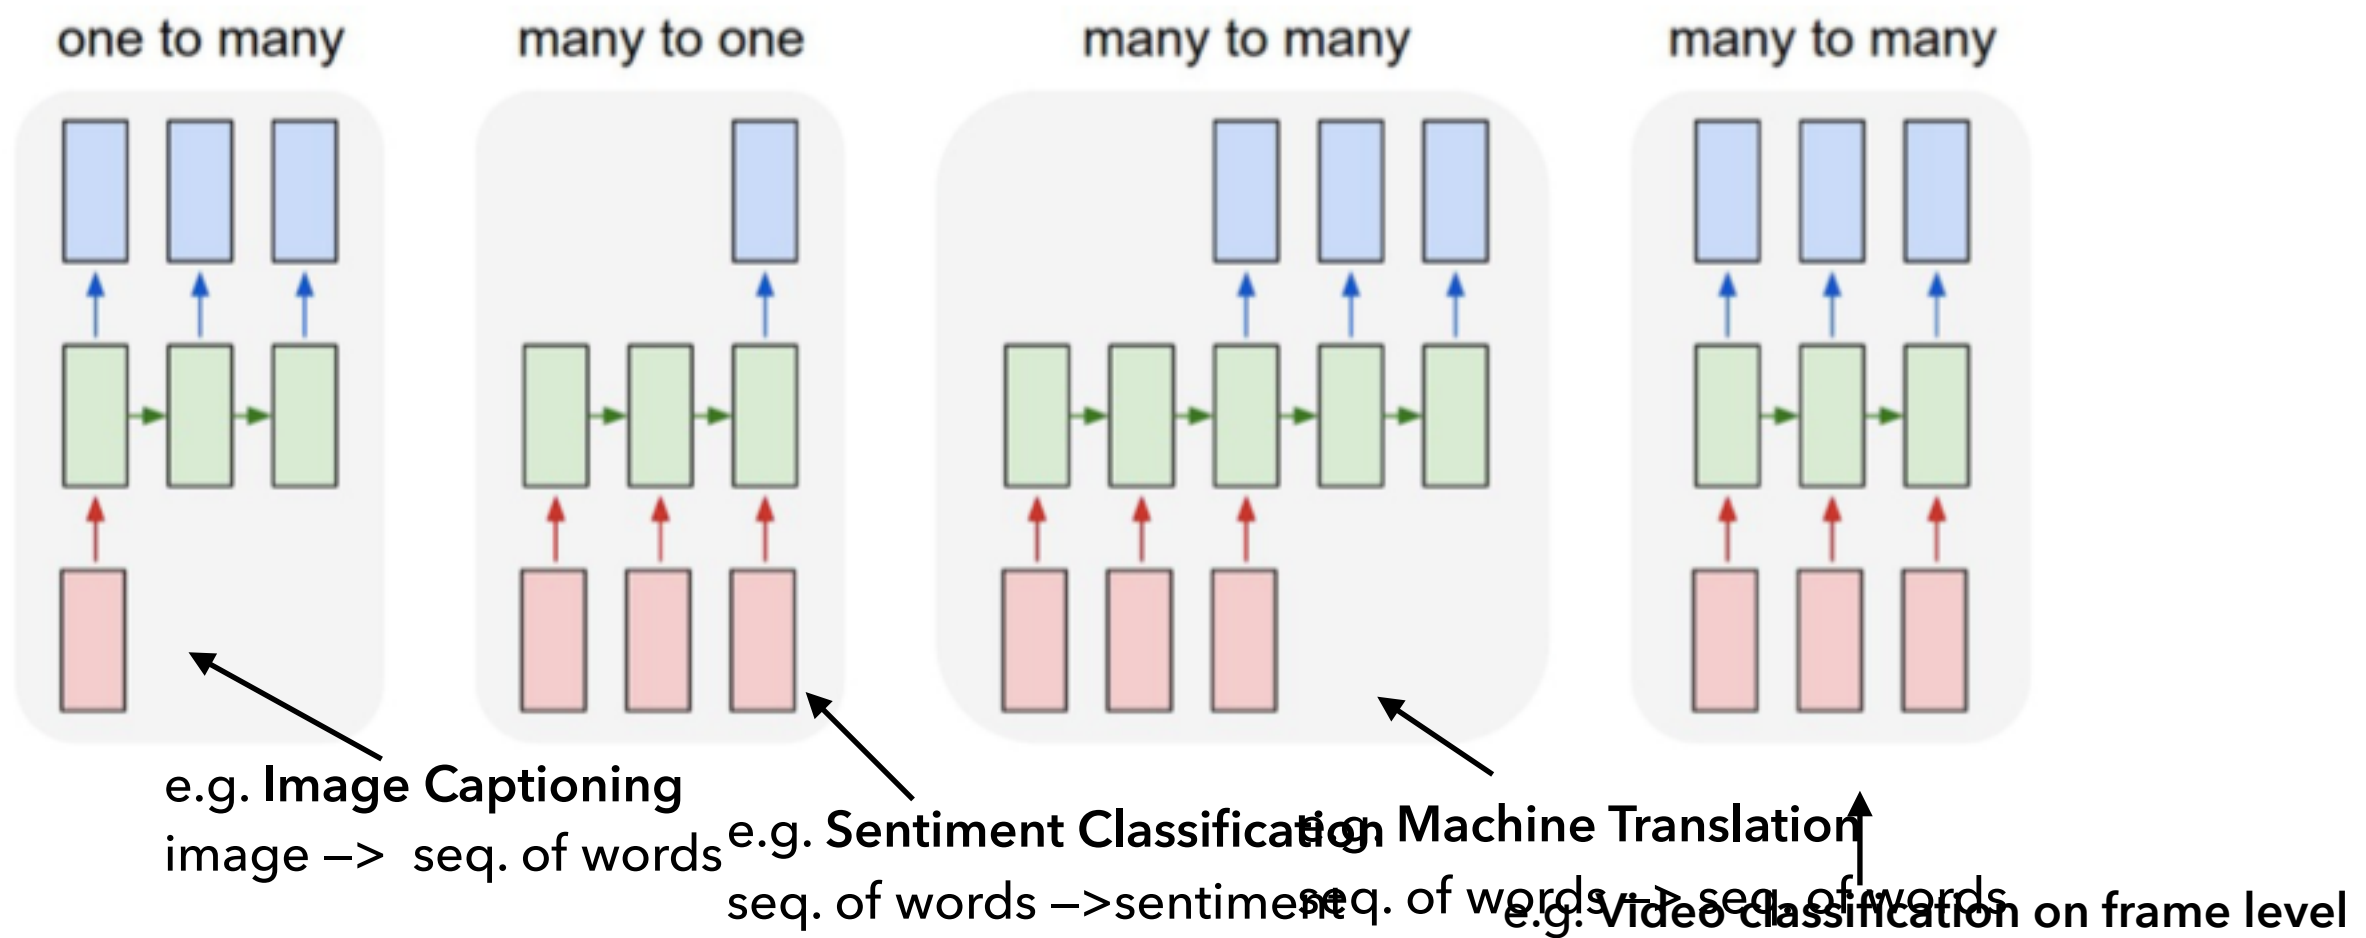 one to many
many to one
many to many
many to many
e.g. Image Captioning
image —> seq. of words
e.g. Sentiment Classification
seq. of words —>sentiment
e.g. Machine Translation
seq. of words —> seq. of words
e.g. Video classification on frame level